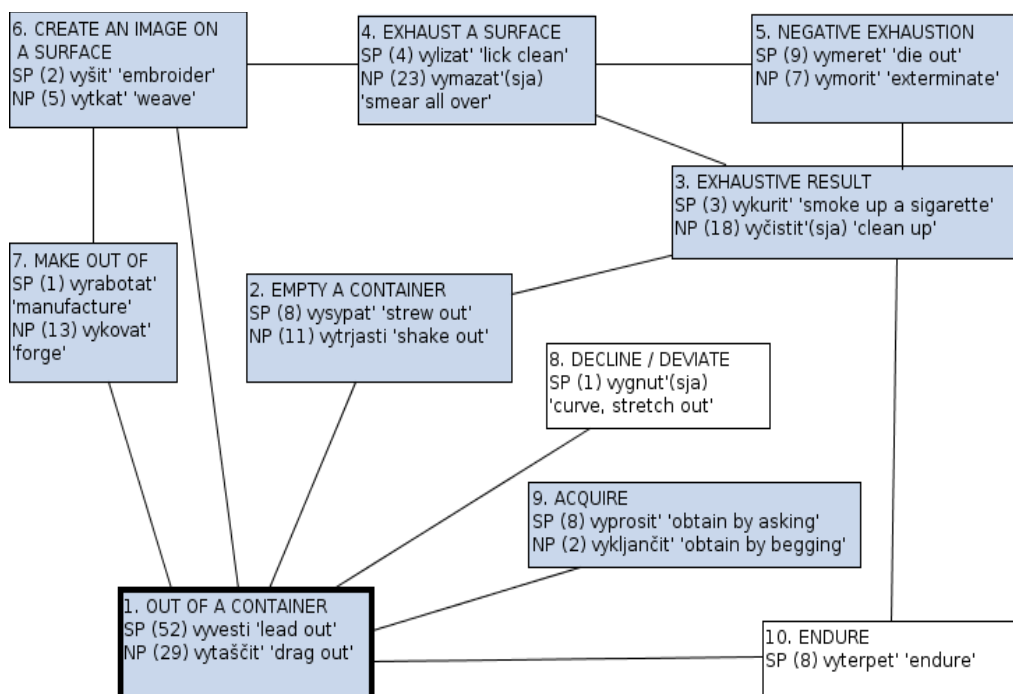 6. CREATE AN IMAGE ON
A SURFACE
SP (2) vyšit' 'embroider'
NP (5) vytkat' 'weave'
4. EXHAUST A SURFACE
SP (4) vylizat' 'lick clean'
NP (23) vymazat'(sja)
'smear all over'
5. NEGATIVE EXHAUSTION
SP (9) vymeret' 'die out'
NP (7) vymorit' 'exterminate'
3. EXHAUSTIVE RESULT
SP (3) vykurit' 'smoke up a sigarette'
NP (18) vyčistit'(sja) 'clean up'
7. MAKE OUT OF
SP (1) vyrabotat'
'manufacture'
NP (13) vykovat'
'forge'
2. EMPTY A CONTAINER
SP (8) vysypat' 'strew out'
NP (11) vytrjasti 'shake out'
8. DECLINE / DEVIATE
SP (1) vygnut'(sja)
'curve, stretch out'
9. ACQUIRE
SP (8) vyprosit' 'obtain by asking'
NP (2) vykljančit' 'obtain by begging'
1. OUT OF A CONTAINER
SP (52) vyvesti 'lead out'
NP (29) vytaščit' 'drag out'
10. ENDURE
SP (8) vyterpet' 'endure'